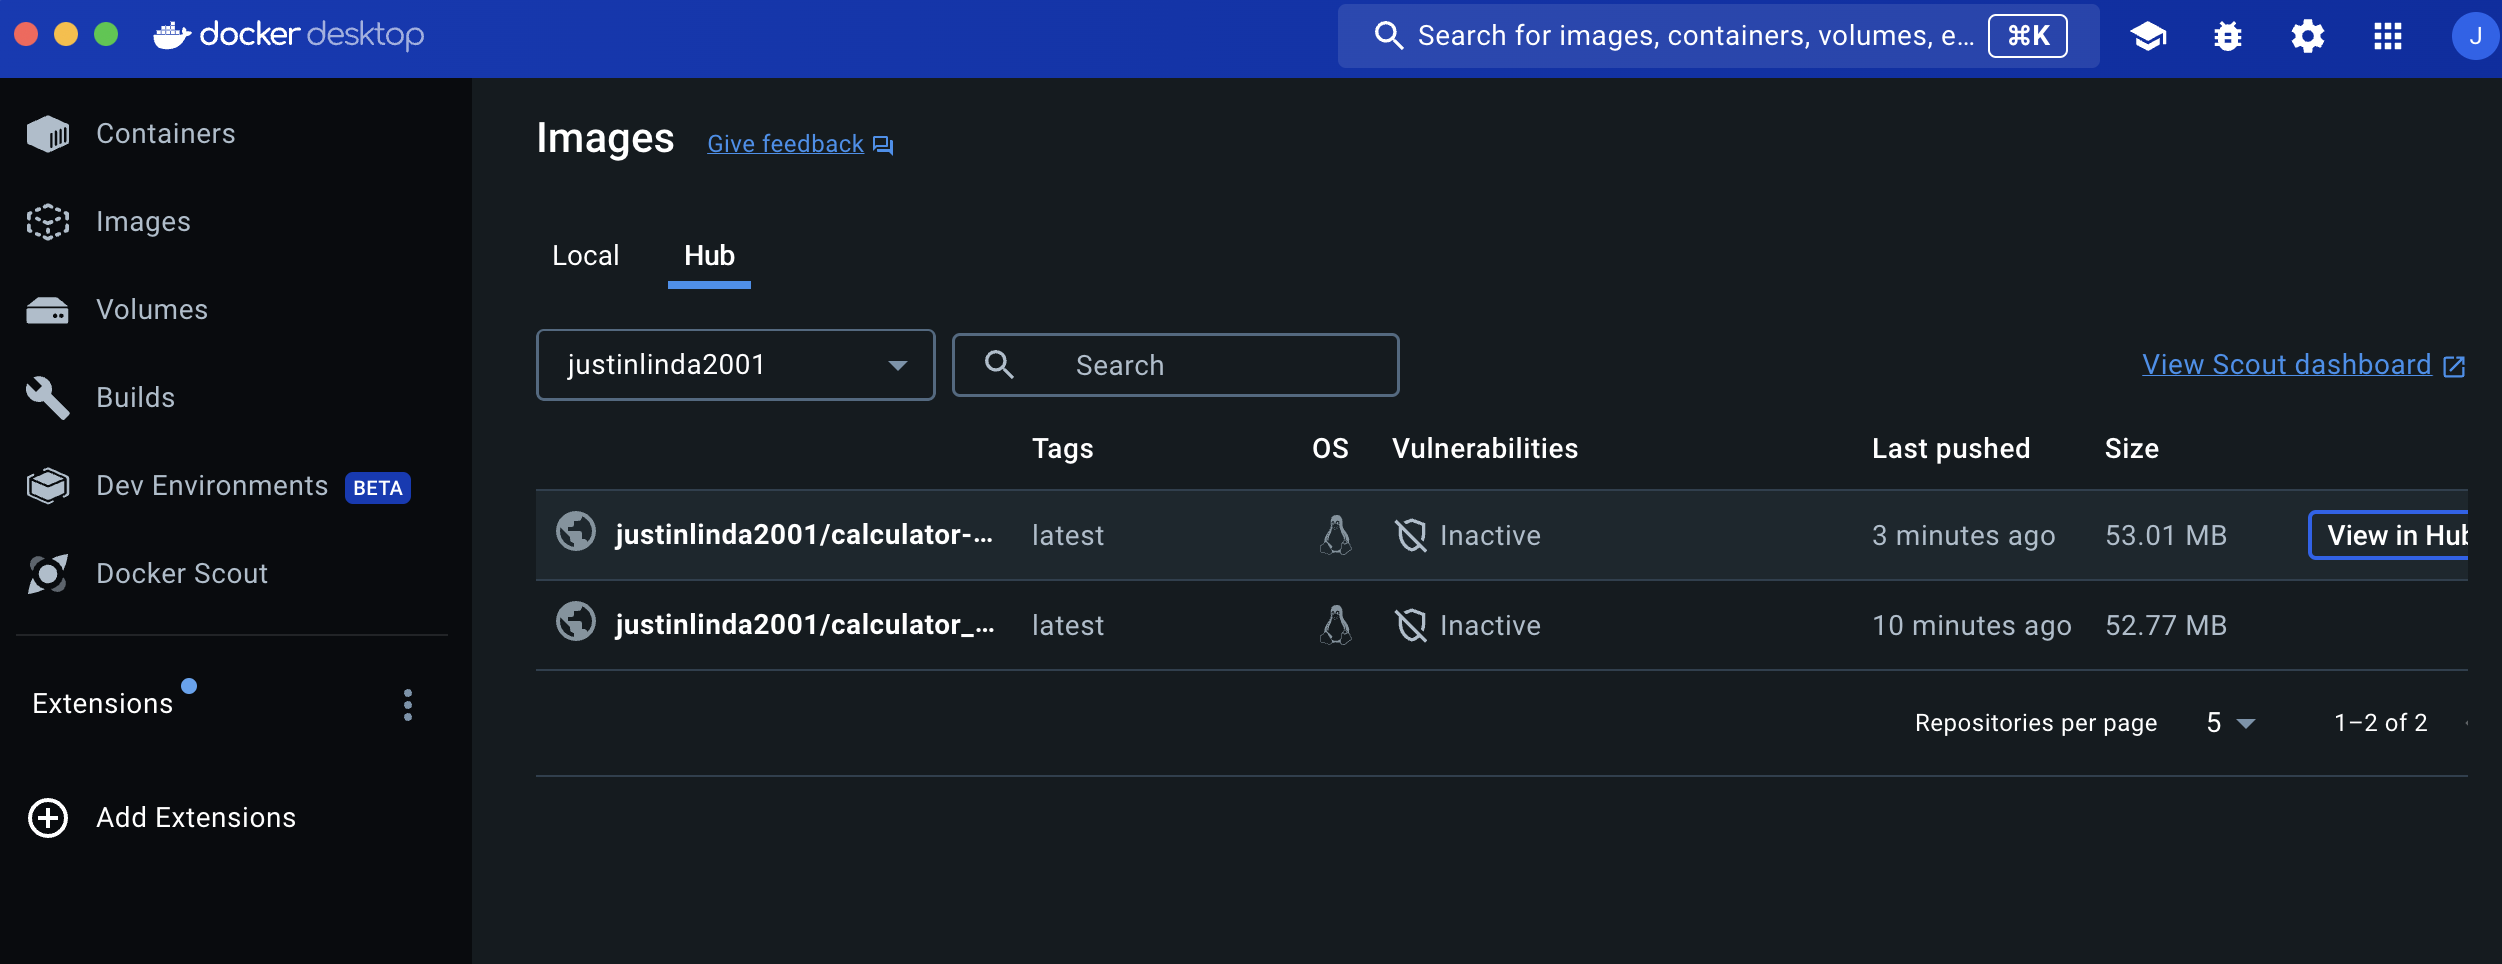 docker desktop
Search for images, containers, volumes, e...
⌘K
J
Containers
Images
Volumes
Builds
Dev Environments BETA
Docker Scout
Extensions
Add Extensions
Images Give feedback
Local Hub
justinlinda2001
Search
View Scout dashboard
Tags OS Vulnerabilities Last pushed Size
justinlinda2001/calculator-... latest Inactive 3 minutes ago 53.01 MB View in Hub
justinlinda2001/calculator_... latest Inactive 10 minutes ago 52.77 MB
Repositories per page 5 1–2 of 2